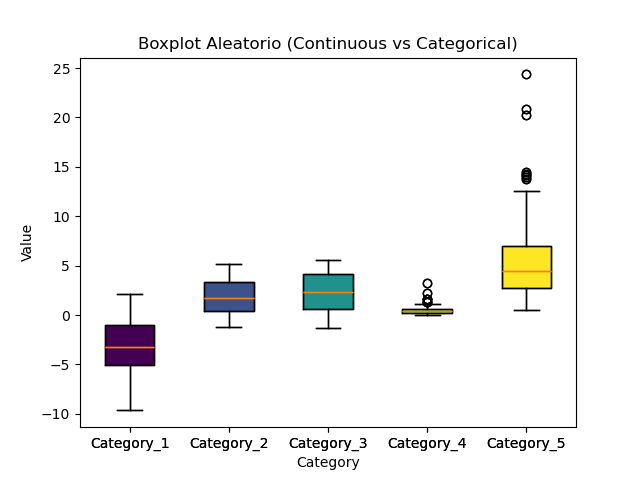 Boxplot Aleatorio (Continuous vs Categorical)
25
20
15
10
5
0
−5
−10
Value
Category_1 Category_2 Category_3 Category_4 Category_5
Category